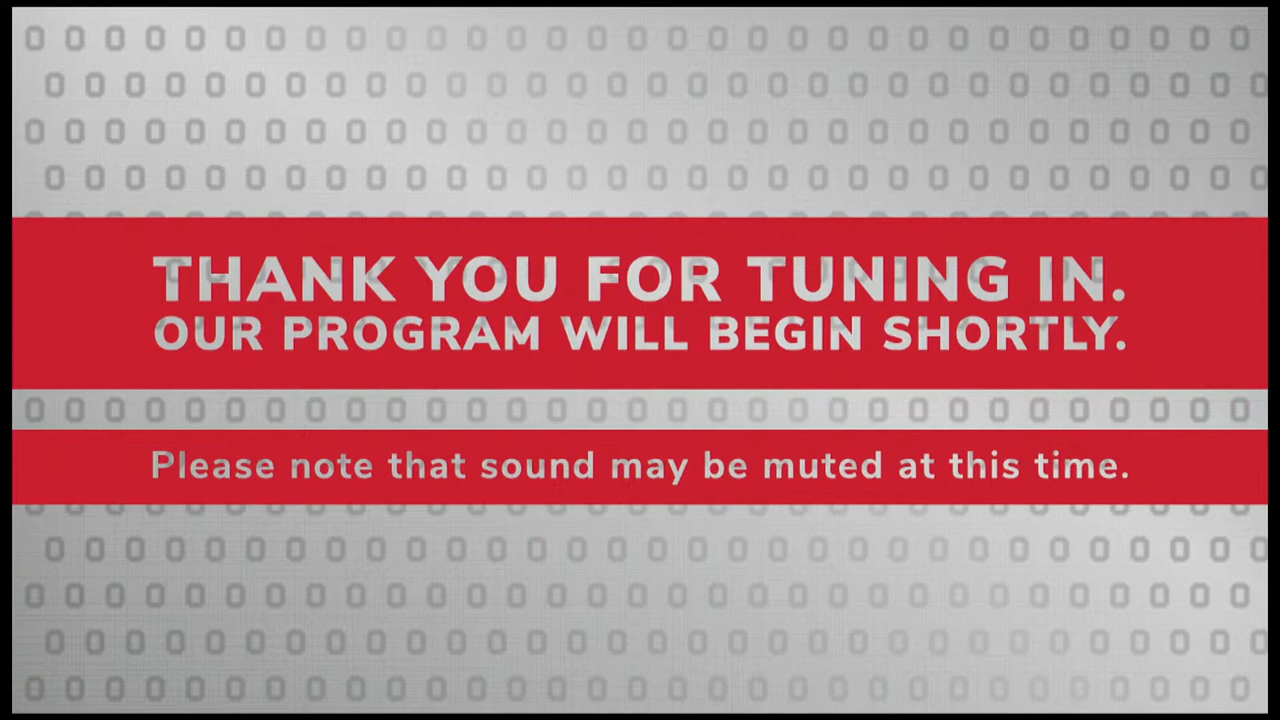 THANK YOU FOR TUNING IN.
OUR PROGRAM WILL BEGIN SHORTLY.
Please note that sound may be muted at this time.